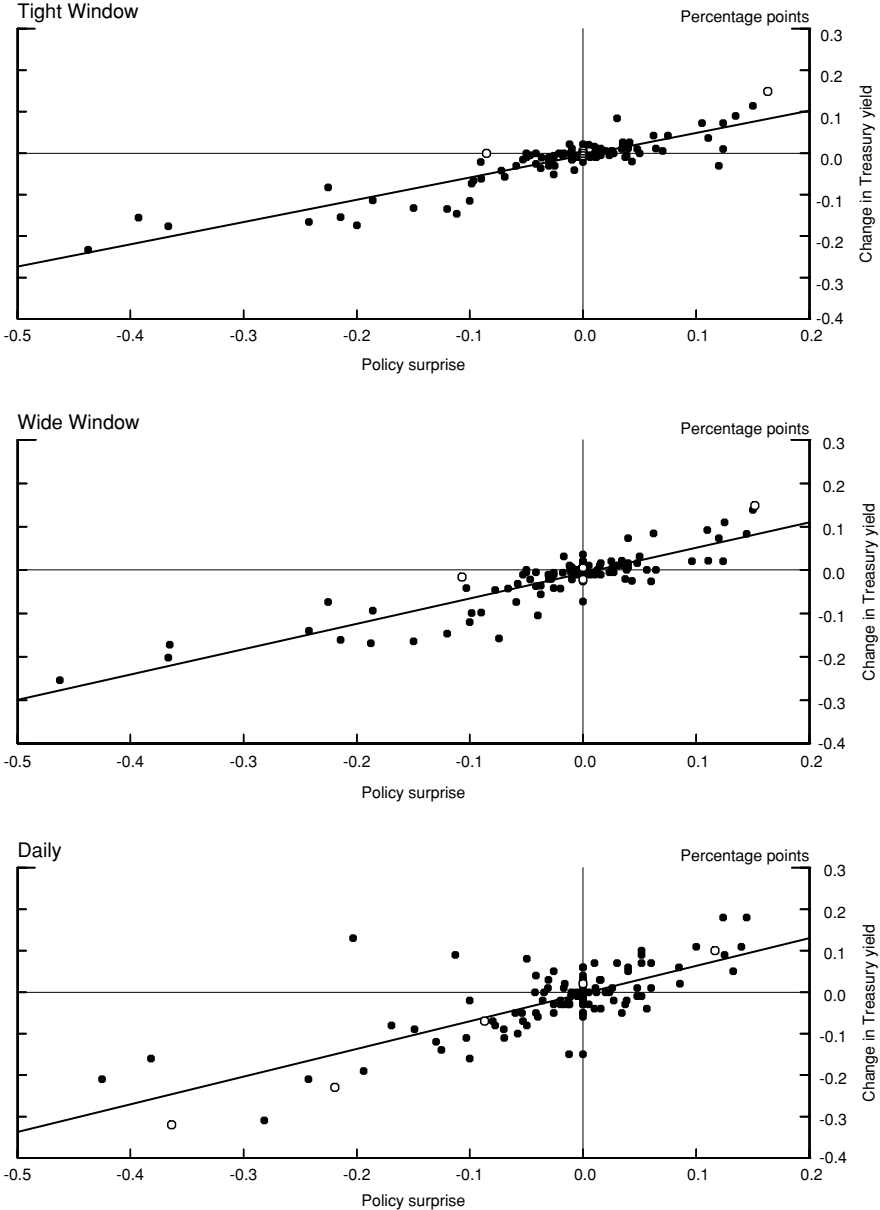 Tight Window
Percentage points
0.3
0.2
0.1
0.0
-0.1
-0.2
-0.3
-0.4
Change in Treasury yield
-0.5 -0.4 -0.3 -0.2 -0.1 0.0 0.1 0.2
Policy surprise
Wide Window
Percentage points
0.3
0.2
0.1
0.0
-0.1
-0.2
-0.3
-0.4
Change in Treasury yield
-0.5 -0.4 -0.3 -0.2 -0.1 0.0 0.1 0.2
Policy surprise
Daily
Percentage points
0.3
0.2
0.1
0.0
-0.1
-0.2
-0.3
-0.4
Change in Treasury yield
-0.5 -0.4 -0.3 -0.2 -0.1 0.0 0.1 0.2
Policy surprise